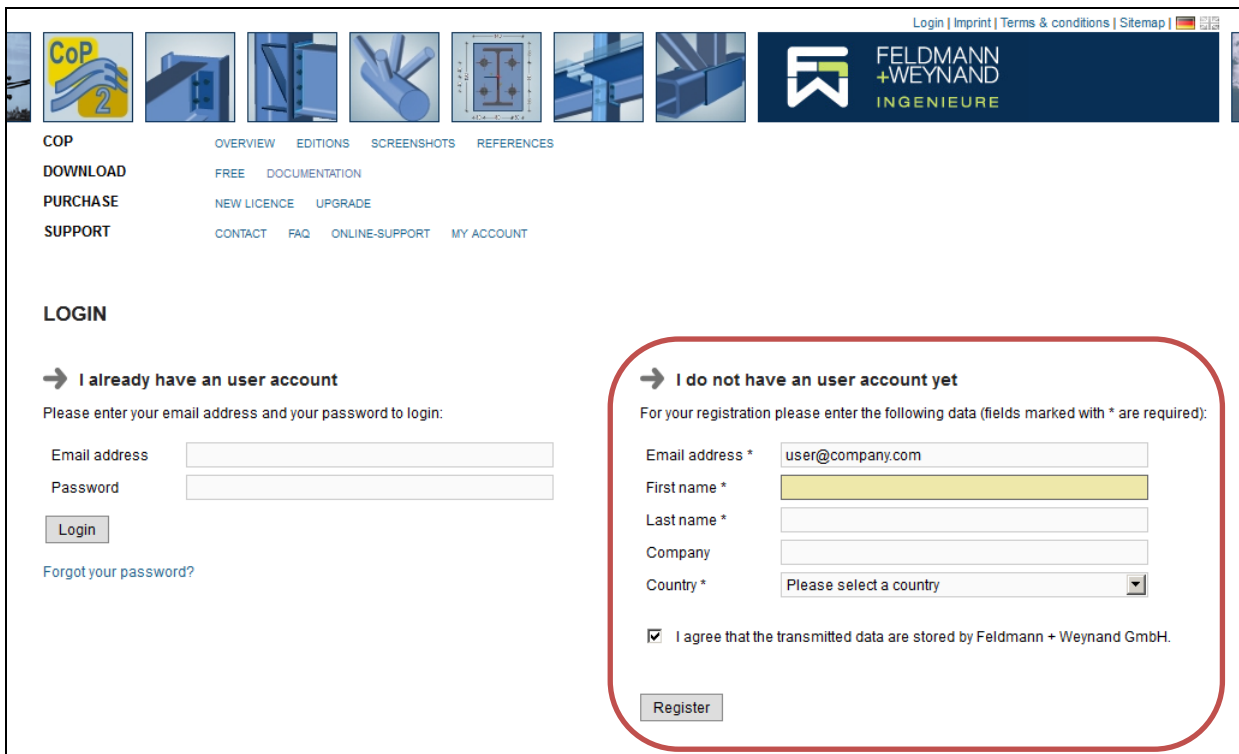 Login | Imprint | Terms & conditions | Sitemap |
CoP
2
FELDMANN
+WEYNAND
INGENIEURE
COP OVERVIEW EDITIONS SCREENSHOTS REFERENCES
DOWNLOAD FREE DOCUMENTATION
PURCHASE NEW LICENCE UPGRADE
SUPPORT CONTACT FAQ ONLINE-SUPPORT MY ACCOUNT
LOGIN
I already have an user account
Please enter your email address and your password to login:
Email address
Password
Login
Forgot your password?
I do not have an user account yet
For your registration please enter the following data (fields marked with * are required):
Email address * user@company.com
First name *
Last name *
Company
Country * Please select a country
I agree that the transmitted data are stored by Feldmann + Weynand GmbH.
Register